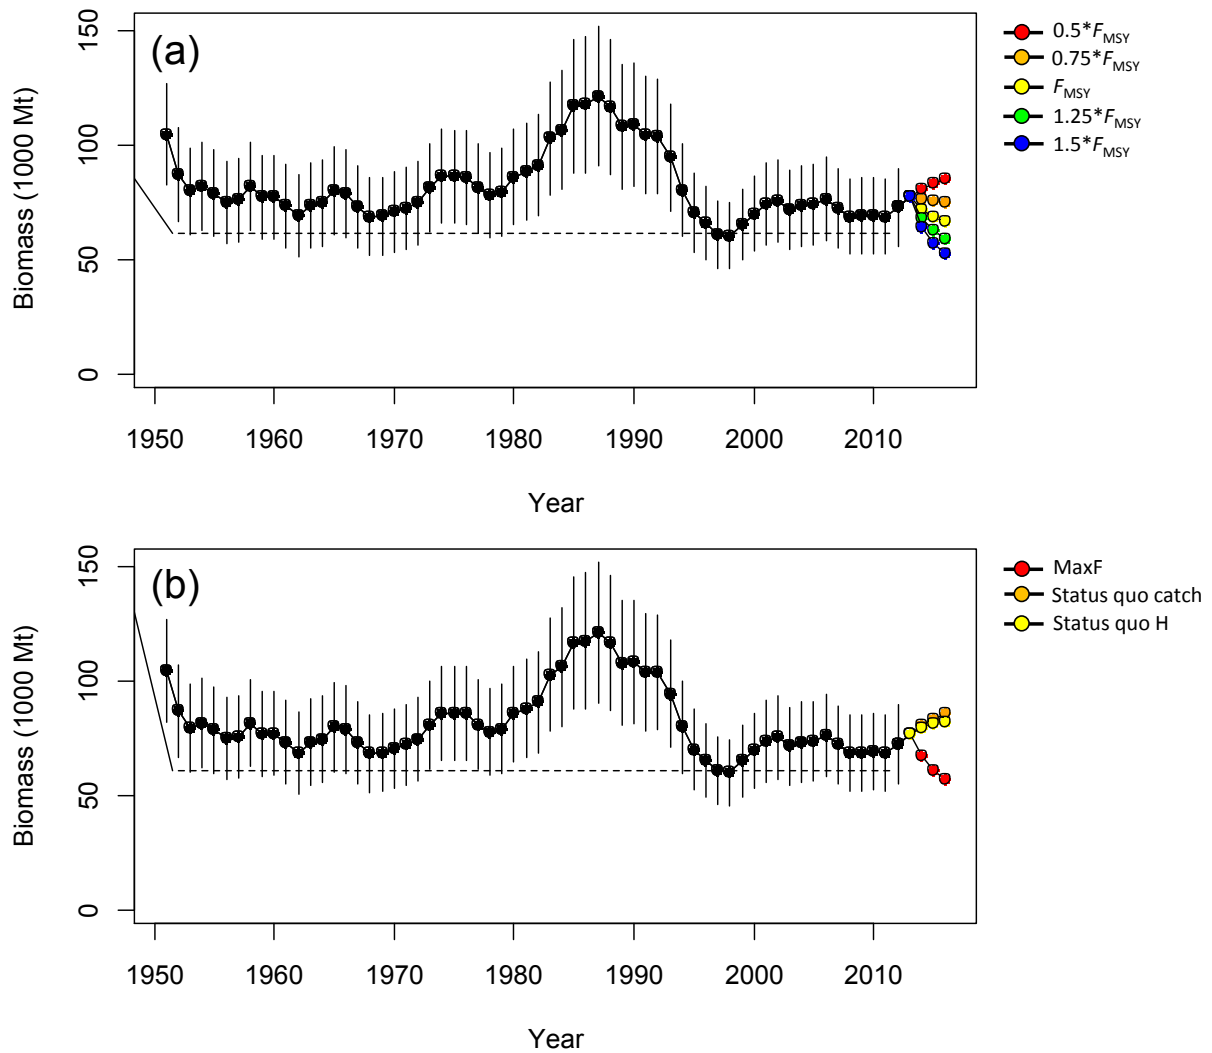 (a)
Biomass (1000 Mt)
150
100
50
0
1950 1960 1970 1980 1990 2000 2010
Year
0.5*FMSY
0.75*FMSY
FMSY
1.25*FMSY
1.5*FMSY
(b)
Biomass (1000 Mt)
150
100
50
0
1950 1960 1970 1980 1990 2000 2010
Year
MaxF
Status quo catch
Status quo H